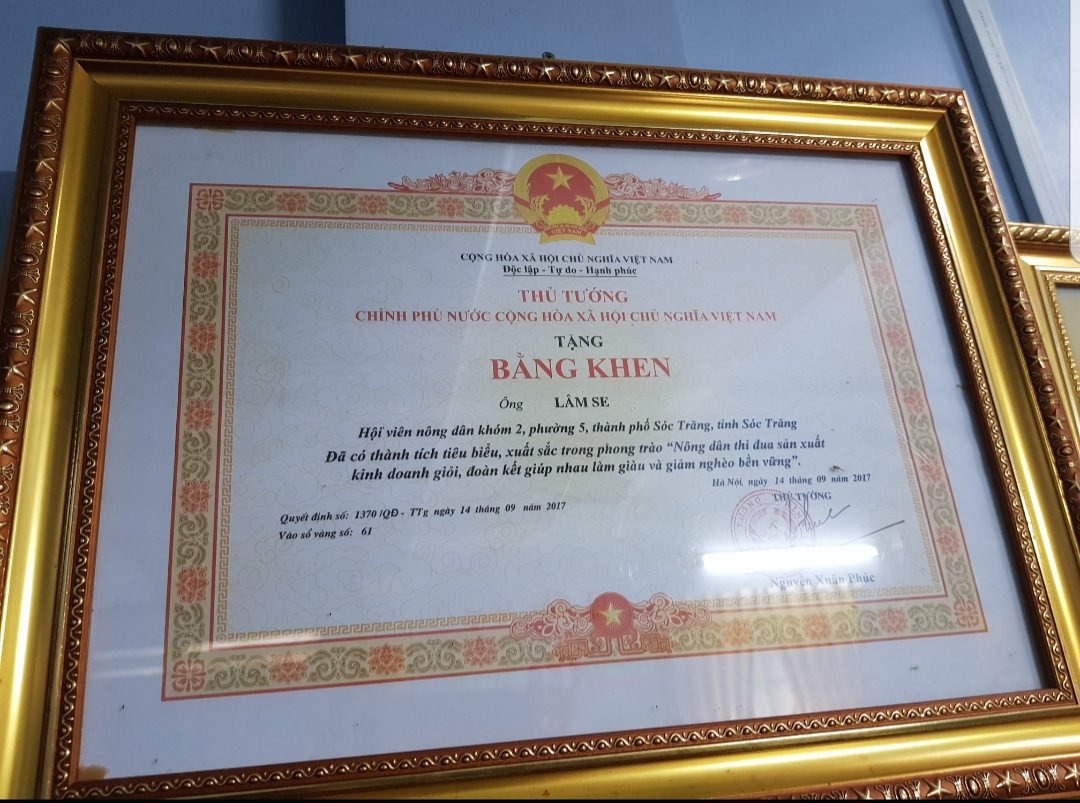 VIỆT NAM
CỘNG HÒA XÃ HỘI CHỦ NGHĨA VIỆT NAM
Độc lập - Tự do - Hạnh phúc
THỦ TƯỚNG
CHÍNH PHỦ NƯỚC CỘNG HÒA XÃ HỘI CHỦ NGHĨA VIỆT NAM
TẶNG
BẰNG KHEN
Ông LÂM SE
Hội viên nông dân khóm 2, phường 5, thành phố Sóc Trăng, tỉnh Sóc Trăng
Đã có thành tích tiêu biểu, xuất sắc trong phong trào “Nông dân thi đua sản xuất
kinh doanh giỏi, đoàn kết giúp nhau làm giàu và giảm nghèo bền vững”.
Hà Nội, ngày 14 tháng 09 năm 2017
THỦ TƯỚNG
Quyết định số: 1370 /QĐ - TTg ngày 14 tháng 09 năm 2017
Vào sổ vàng số: 61
Nguyễn Xuân Phúc